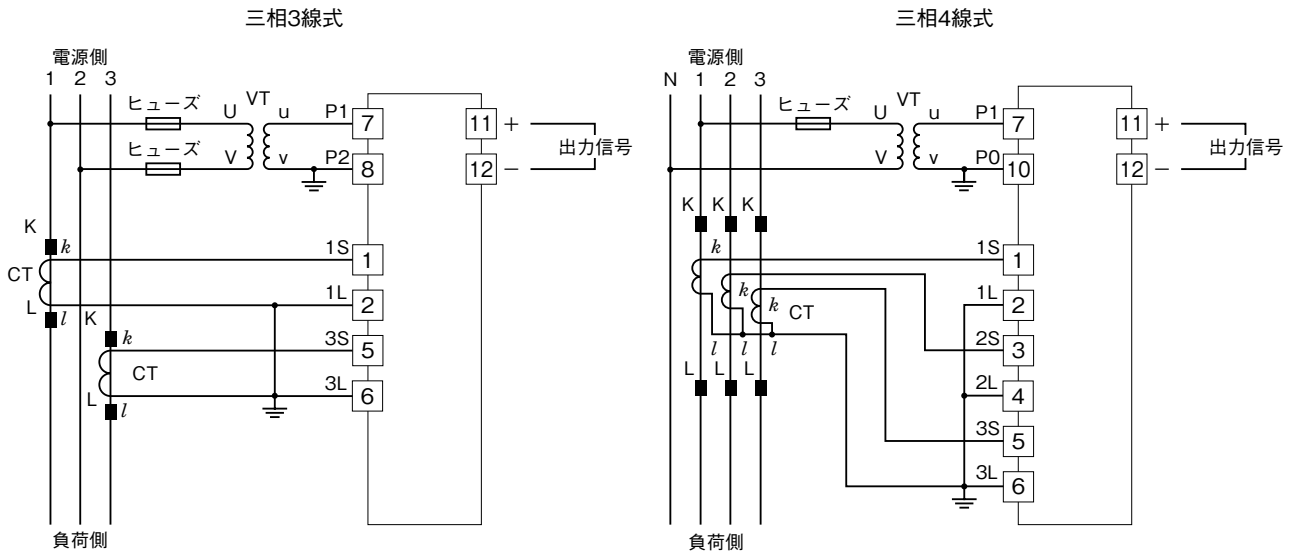 三相3線式
電源側
1 2 3
ヒューズ
U VT u P1 7
11 +
出力信号
ヒューズ
V v P2 8
12 −
K
k
1S 1
CT
1L 2
L
l
K
k
3S 5
CT
3L 6
L
l
負荷側
三相4線式
電源側
N 1 2 3
ヒューズ
U VT u P1 7
11 +
出力信号
V v P0 10
12 −
K K K
k
1S 1
k
k
CT
1L 2
l l l
2S 3
L L L
2L 4
3S 5
3L 6
負荷側